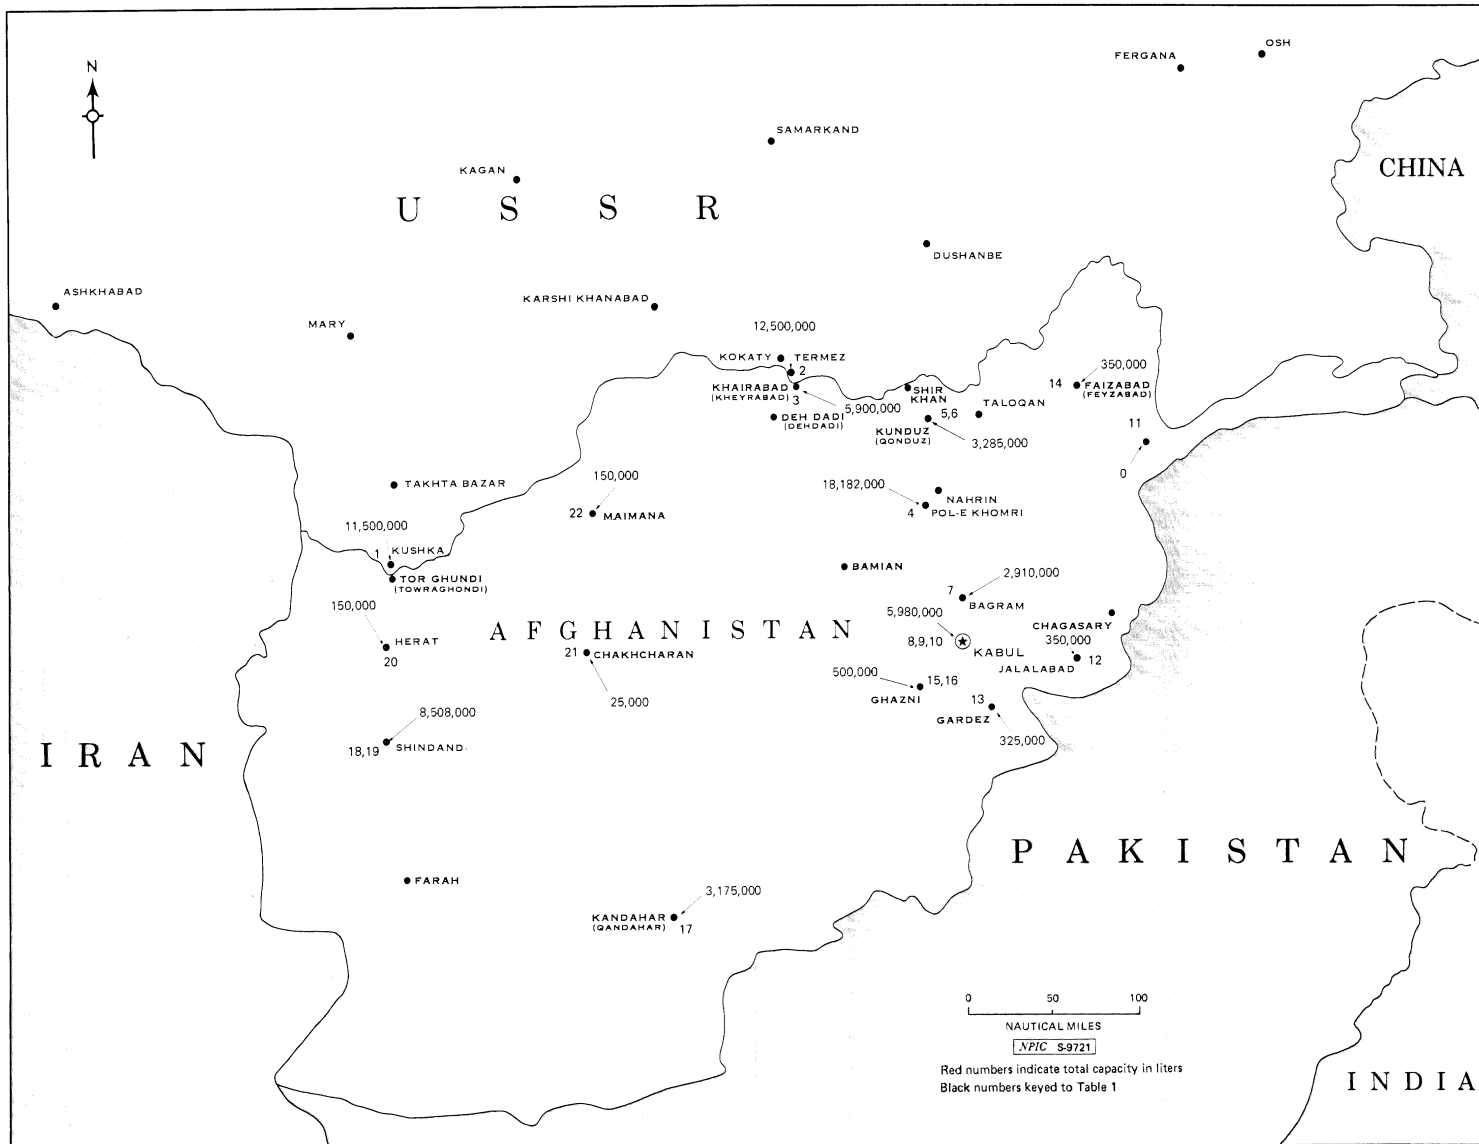 OSH
FERGANA
N
SAMARKAND
CHINA
KAGAN
U S S R
DUSHANBE
ASHKHABAD
KARSHI KHANABAD
MARY
12,500,000
KOKATY
TERMEZ
2
350,000
14
FAIZABAD
(FEYZABAD)
KHAIRABAD
(KHEYRABAD)
3
SHIR
KHAN
TALOQAN
5,900,000
DEH DADI
(DEHDADI)
5,6
KUNDUZ
(QONDUZ)
3,285,000
11
0
TAKHTA BAZAR
150,000
22
MAIMANA
18,182,000
NAHRIN
4
POL-E KHOMRI
11,500,000
1
KUSHKA
TOR GHUNDI
(TOWRAGHONDI)
BAMIAN
2,910,000
7
BAGRAM
150,000
HERAT
20
AFGHANISTAN
5,980,000
8,9,10
KABUL
CHAGASARY
350,000
12
JALALABAD
21
CHAKHCHARAN
25,000
500,000
15,16
GHAZNI
13
GARDEZ
325,000
8,508,000
18,19
SHINDAND
IRAN
PAKISTAN
FARAH
3,175,000
KANDAHAR
(QANDAHAR)
17
0 50 100
NAUTICAL MILES
NPIC S-9721
Red numbers indicate total capacity in liters
Black numbers keyed to Table 1
INDIA